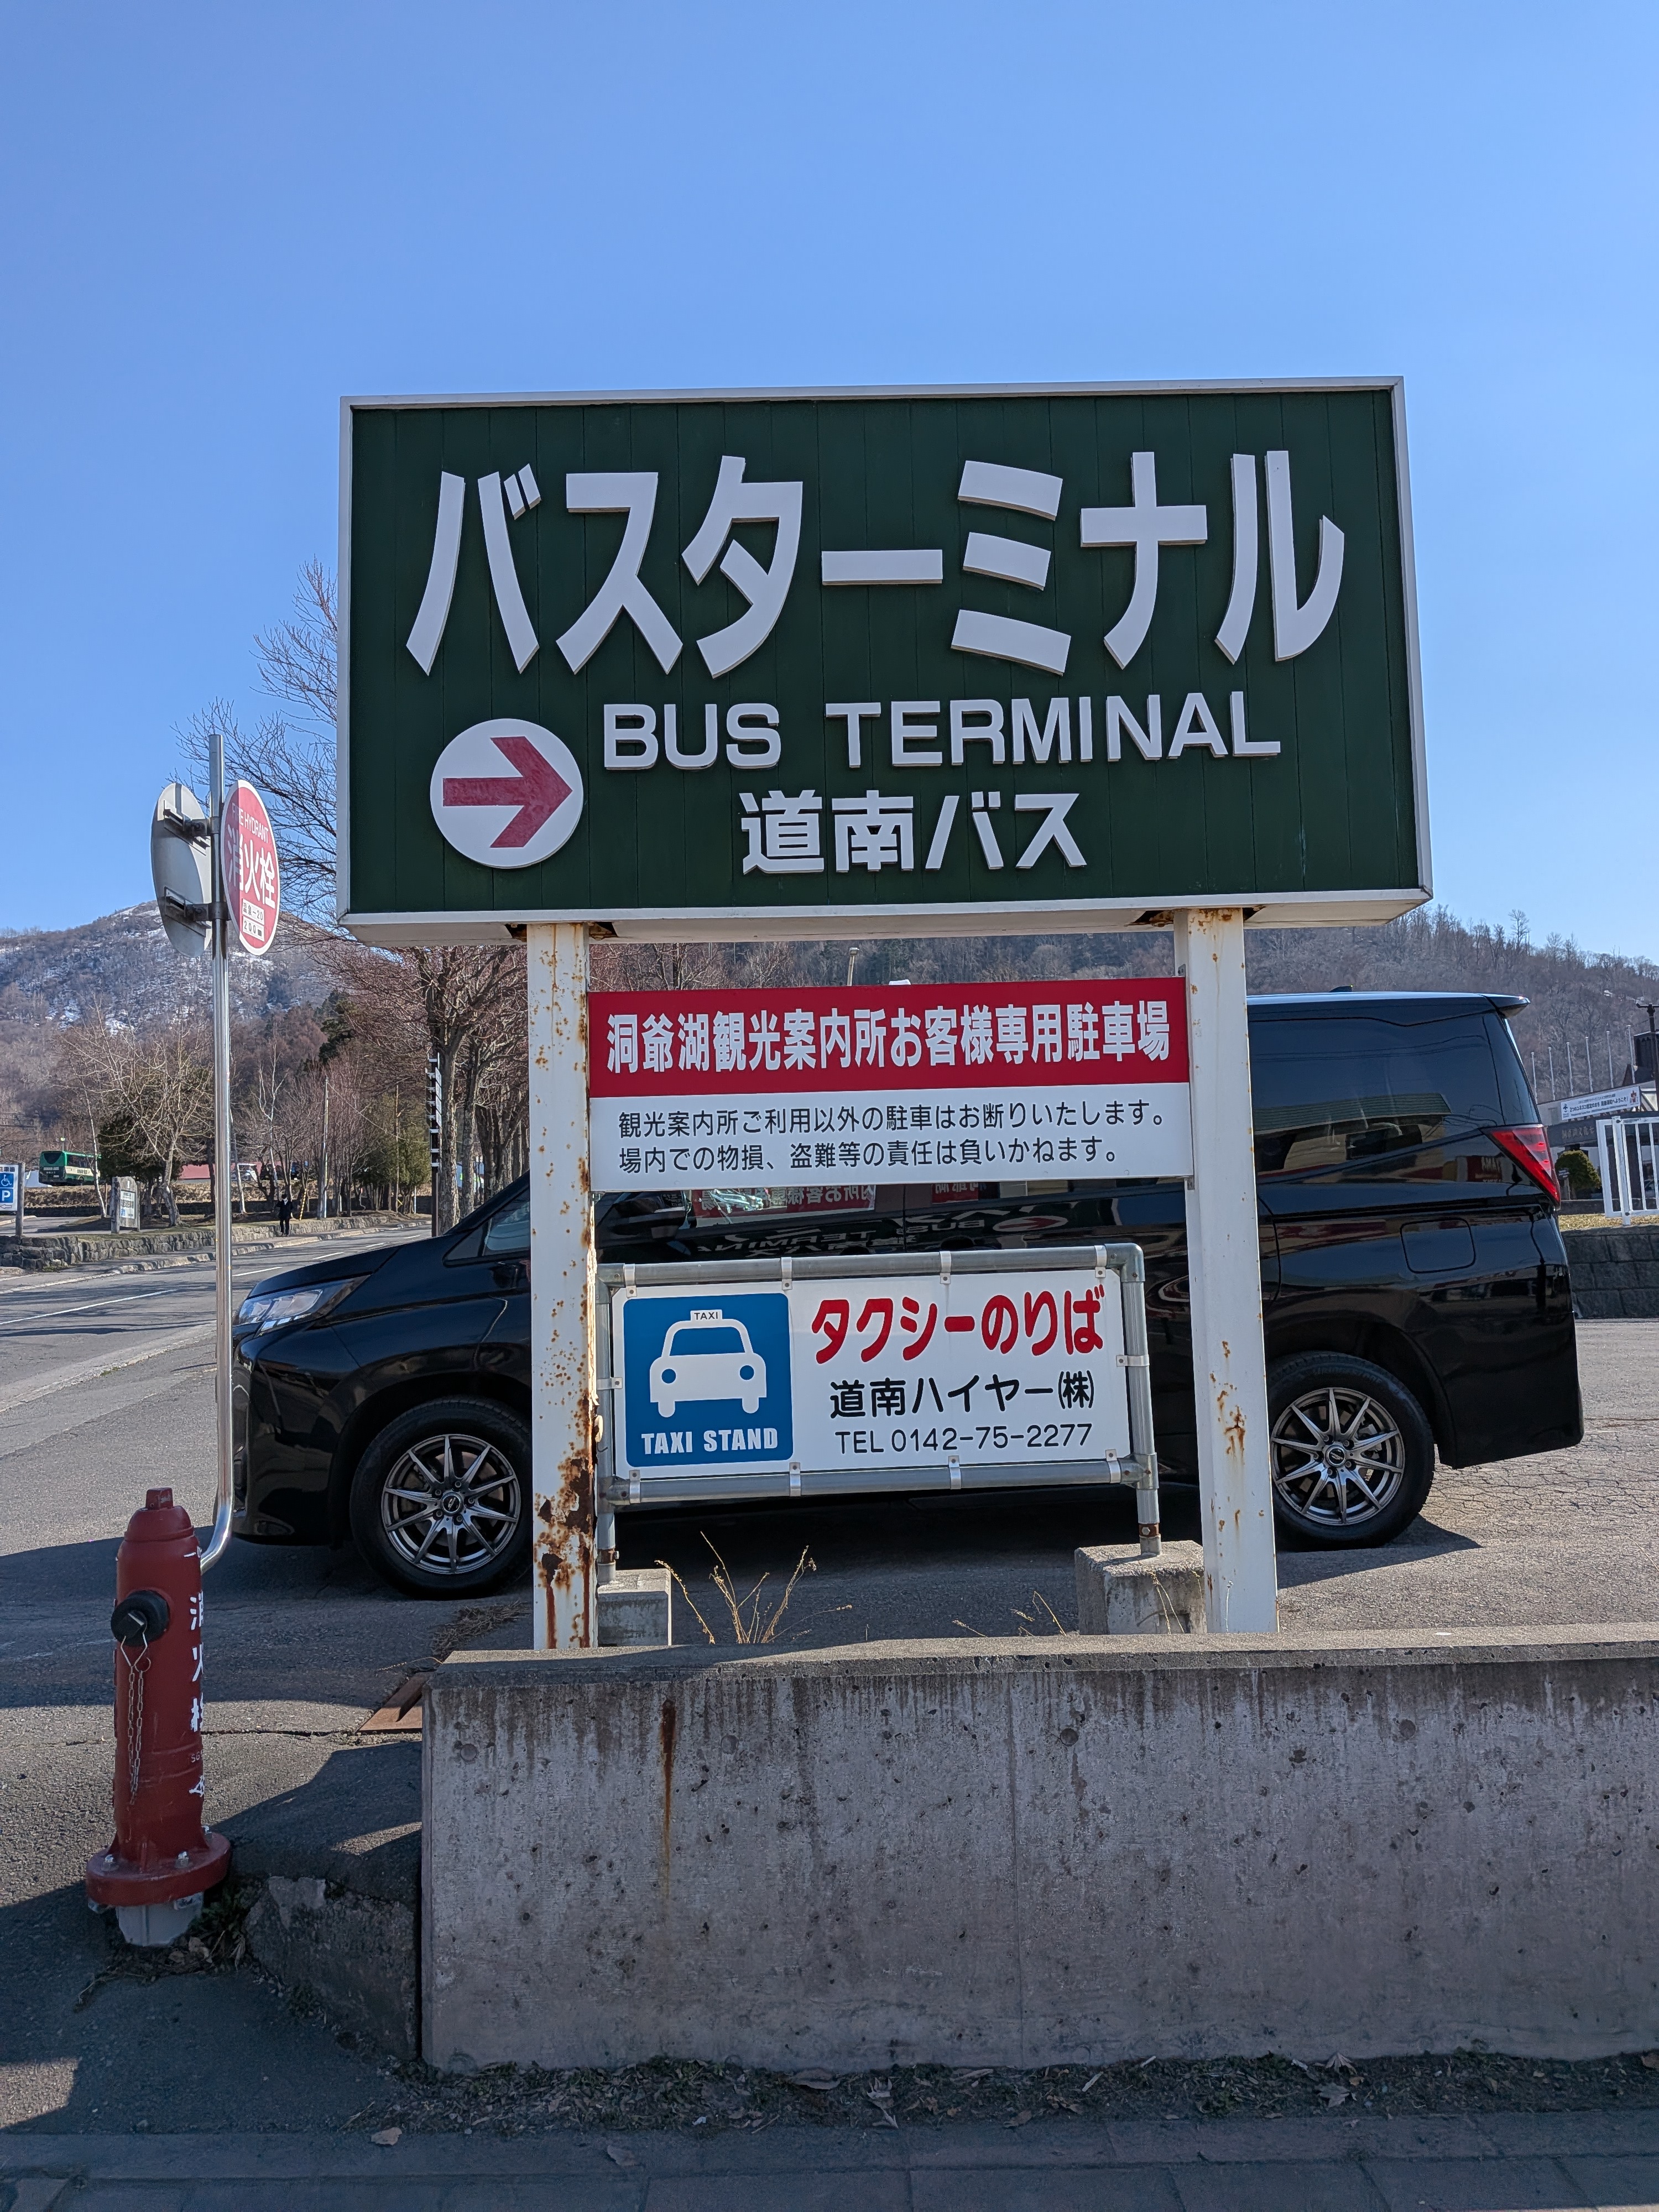 バスターミナル
BUS TERMINAL
道南バス
洞爺湖観光案内所お客様専用駐車場
観光案内所ご利用以外の駐車はお断りいたします。
場内での物損、盗難等の責任は負いかねます。
TAXI
TAXI STAND
タクシーのりば
道南ハイヤー㈱
TEL 0142-75-2277
HYDRANT
消火栓
消火栓
P